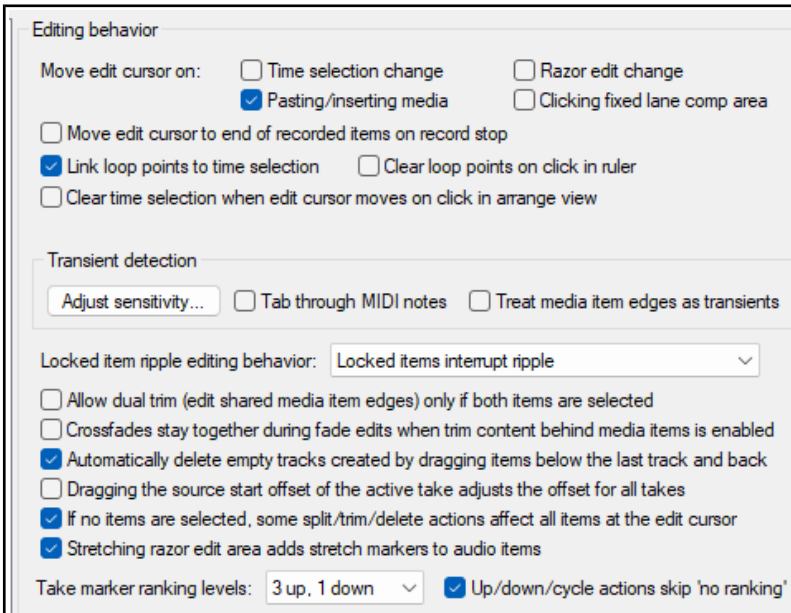 Editing behavior
Move edit cursor on: Time selection change Razor edit change
Pasting/inserting media Clicking fixed lane comp area
Move edit cursor to end of recorded items on record stop
Link loop points to time selection Clear loop points on click in ruler
Clear time selection when edit cursor moves on click in arrange view
Transient detection
Adjust sensitivity... Tab through MIDI notes Treat media item edges as transients
Locked item ripple editing behavior: Locked items interrupt ripple
Allow dual trim (edit shared media item edges) only if both items are selected
Crossfades stay together during fade edits when trim content behind media items is enabled
Automatically delete empty tracks created by dragging items below the last track and back
Dragging the source start offset of the active take adjusts the offset for all takes
If no items are selected, some split/trim/delete actions affect all items at the edit cursor
Stretching razor edit area adds stretch markers to audio items
Take marker ranking levels: 3 up, 1 down Up/down/cycle actions skip 'no ranking'